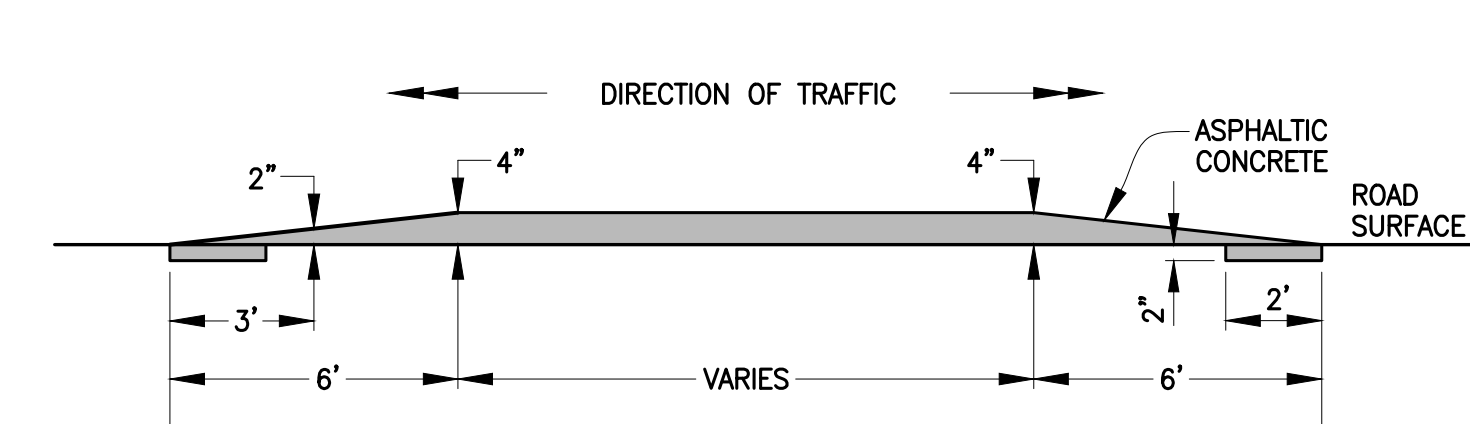 DIRECTION OF TRAFFIC
ASPHALTIC
CONCRETE
2”
4”
4”
ROAD
SURFACE
3’
2”
2’
6’
VARIES
6’